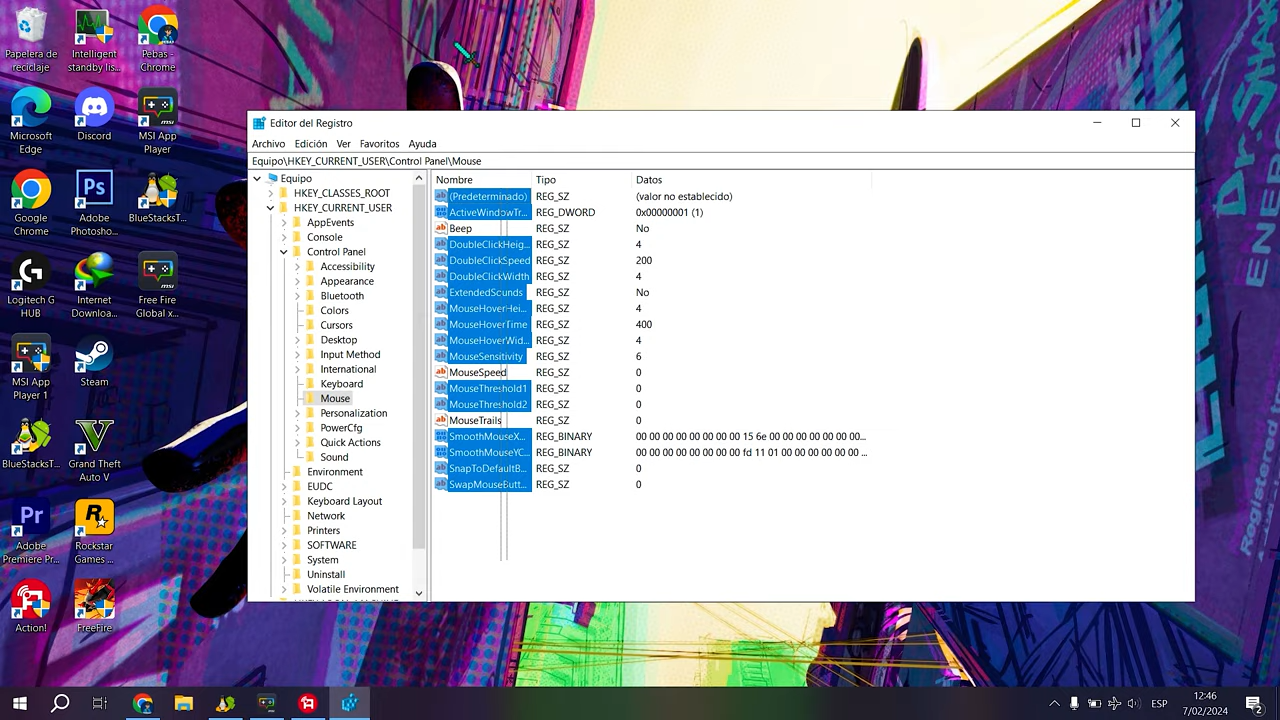 Papelera de
reciclaje
Intelligent
standby lis...
Pebas -
Chrome
Microsoft
Edge
Discord
MSI App
Player
Google
Chrome
Adobe
Photosho...
BlueStacksT...
Logitech G
HUB
Internet
Downloa...
Free Fire
Global x...
MSI App
Player 1
Steam
BlueStacksT...
Grand Theft
Auto V
Adobe
Premiere Pr...
Rockstar
Games ...
Action!
FreeFire
Editor del Registro
Archivo Edición Ver Favoritos Ayuda
Equipo\HKEY_CURRENT_USER\Control Panel\Mouse
Equipo
HKEY_CLASSES_ROOT
HKEY_CURRENT_USER
AppEvents
Console
Control Panel
Accessibility
Appearance
Bluetooth
Colors
Cursors
Desktop
Input Method
International
Keyboard
Mouse
Personalization
PowerCfg
Quick Actions
Sound
Environment
EUDC
Keyboard Layout
Network
Printers
SOFTWARE
System
Uninstall
Volatile Environment
Nombre Tipo Datos
(Predeterminado) REG_SZ (valor no establecido)
ActiveWindowTr... REG_DWORD 0x00000001 (1)
Beep REG_SZ No
DoubleClickHeig... REG_SZ 4
DoubleClickSpeed REG_SZ 200
DoubleClickWidth REG_SZ 4
ExtendedSounds REG_SZ No
MouseHoverHei... REG_SZ 4
MouseHoverTime REG_SZ 400
MouseHoverWid... REG_SZ 4
MouseSensitivity REG_SZ 6
MouseSpeed REG_SZ 0
MouseThreshold1 REG_SZ 0
MouseThreshold2 REG_SZ 0
MouseTrails REG_SZ 0
SmoothMouseX... REG_BINARY 00 00 00 00 00 00 00 00 15 6e 00 00 00 00 00 00 00...
SmoothMouseYC... REG_BINARY 00 00 00 00 00 00 00 00 fd 11 01 00 00 00 00 00 00 ...
SnapToDefaultB... REG_SZ 0
SwapMouseButt... REG_SZ 0
ESP
12:46
7/02/2024
2